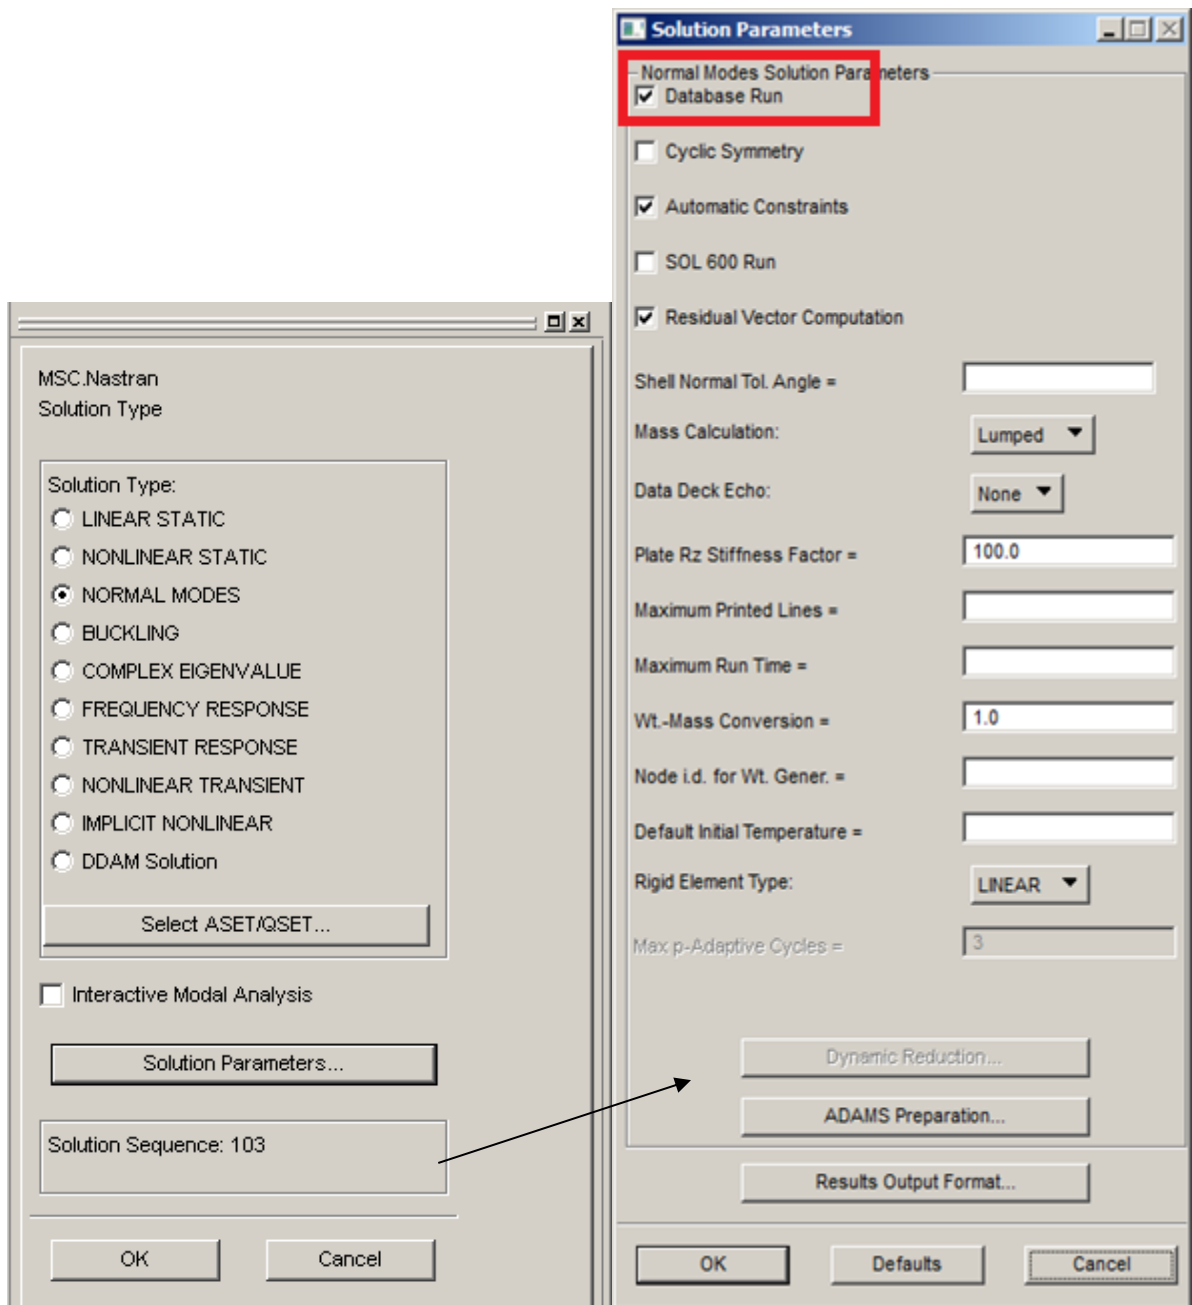 MSC.Nastran
Solution Type
Solution Type:
LINEAR STATIC
NONLINEAR STATIC
NORMAL MODES
BUCKLING
COMPLEX EIGENVALUE
FREQUENCY RESPONSE
TRANSIENT RESPONSE
NONLINEAR TRANSIENT
IMPLICIT NONLINEAR
DDAM Solution
Select ASET/QSET...
Interactive Modal Analysis
Solution Parameters...
Solution Sequence: 103
OK Cancel
Solution Parameters
Normal Modes Solution Parameters
Database Run
Cyclic Symmetry
Automatic Constraints
SOL 600 Run
Residual Vector Computation
Shell Normal Tol. Angle =
Mass Calculation: Lumped
Data Deck Echo: None
Plate Rz Stiffness Factor = 100.0
Maximum Printed Lines =
Maximum Run Time =
Wt.-Mass Conversion = 1.0
Node i.d. for Wt. Gener. =
Default Initial Temperature =
Rigid Element Type: LINEAR
Max p-Adaptive Cycles = 3
Dynamic Reduction...
ADAMS Preparation...
Results Output Format...
OK Defaults Cancel